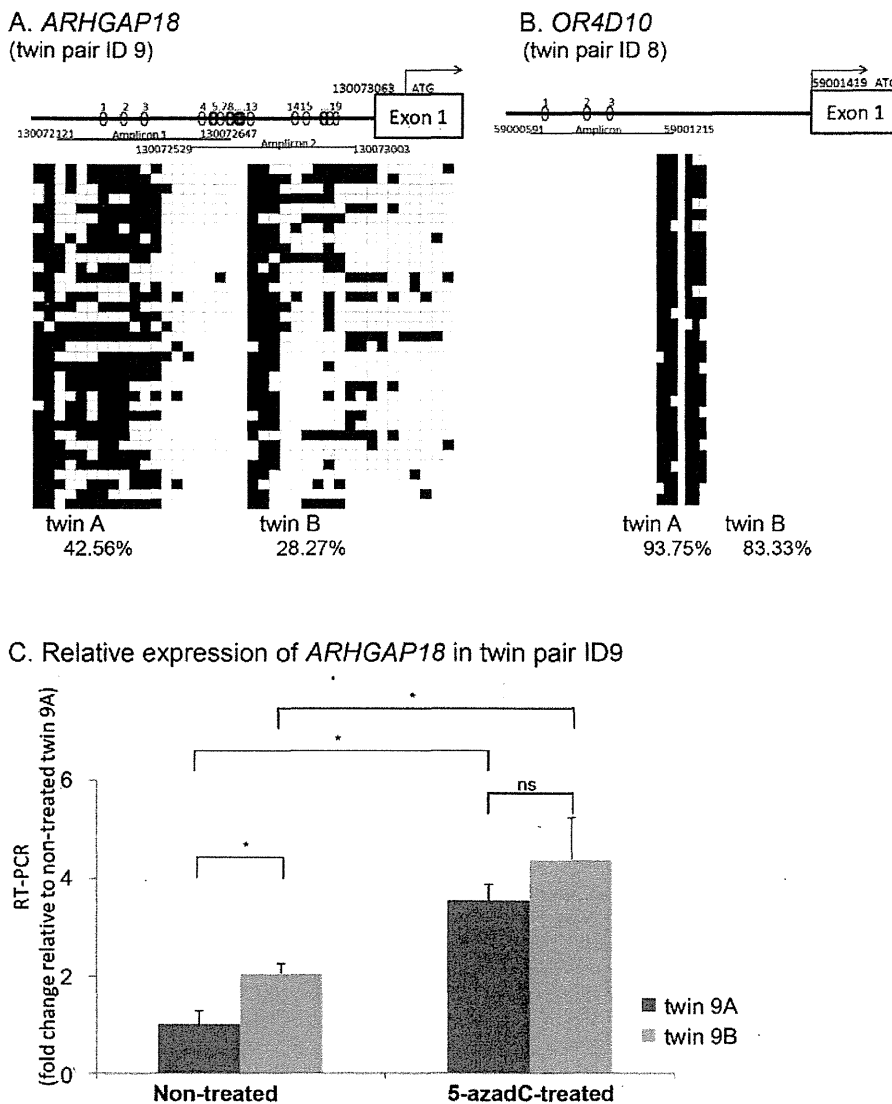 A. ARHGAP18
(twin pair ID 9)
130073063 ATG
1 2 3 4 5,78....13 1415 ...19
Exon 1
130072121 Amplicon 1 130072647
130072529 Amplicon 2 130073003
twin A
42.56%
twin B
28.27%
B. OR4D10
(twin pair ID 8)
59001419 ATG
1 2 3
Exon 1
59000591 Amplicon 59001215
twin A
93.75%
twin B
83.33%
C. Relative expression of ARHGAP18 in twin pair ID9
RT-PCR
(fold change relative to non-treated twin 9A)
6
4
2
0
*
*
*
ns
twin 9A
twin 9B
Non-treated
5-azadC-treated